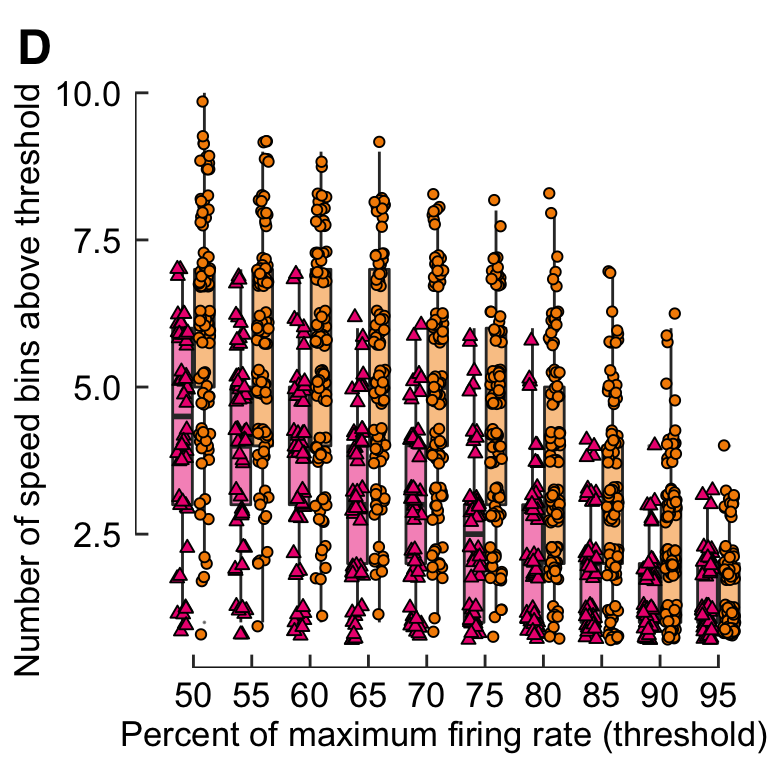 D
Number of speed bins above threshold
10.0
7.5
5.0
2.5
50 55 60 65 70 75 80 85 90 95
Percent of maximum firing rate (threshold)